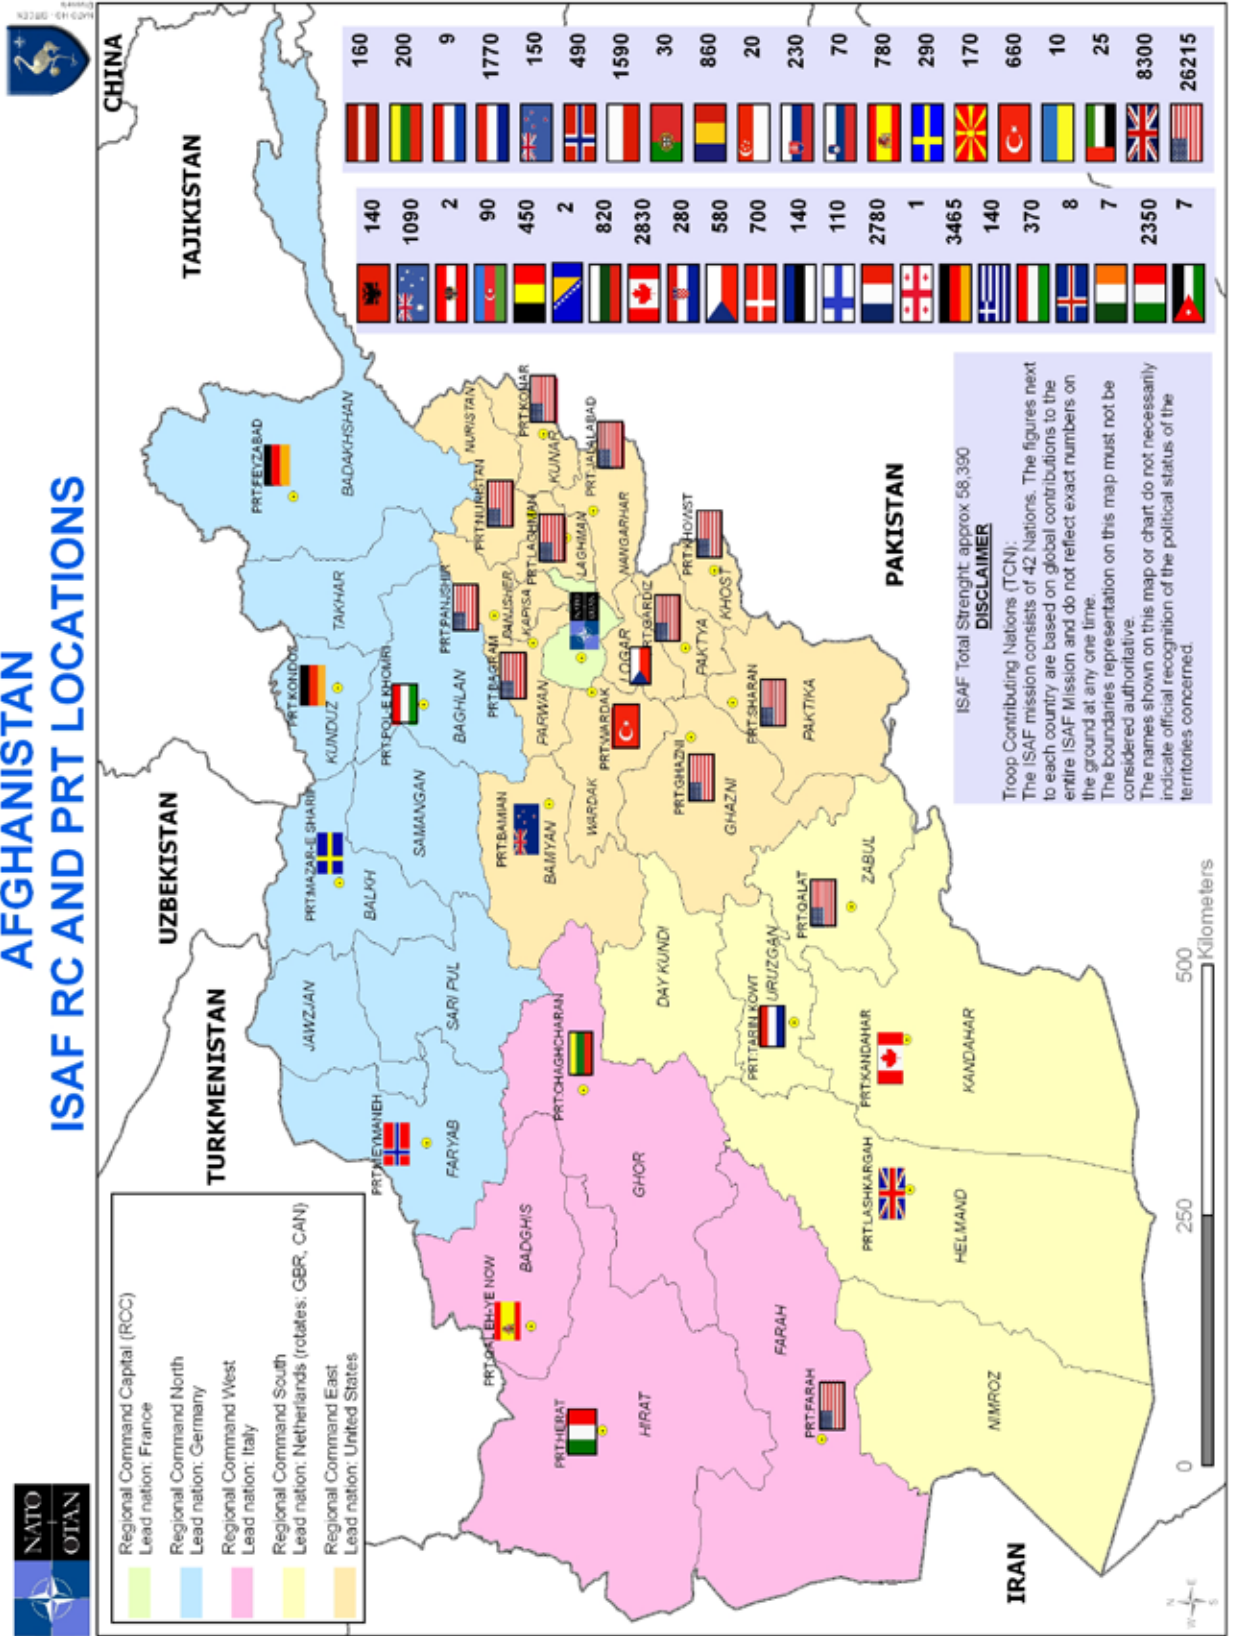 AFGHANISTAN
ISAF RC AND PRT LOCATIONS
NATO
OTAN
Regional Command Capital (RCC)
Lead nation: France
Regional Command North
Lead nation: Germany
Regional Command West
Lead nation: Italy
Regional Command South
Lead nation: Netherlands (rotates: GBR, CAN)
Regional Command East
Lead nation: United States
TURKMENISTAN
UZBEKISTAN
TAJIKISTAN
CHINA
PAKISTAN
IRAN
PRT:FEYZABAD
BADAKHSHAN
TAKHAR
PRT:KONDOS
KUNDUZ
PRT:POL-E KHOMRI
BAGHLAN
PRT:MAZAR-E SHARIF
BALKH
SAMANGAN
JAWZJAN
SARI PUL
PRT:MEYMANEH
FARYAB
PRT:QALEH-YE NOW
BADGHIS
PRT:CHAGHCHARAN
GHOR
PRT:HERAT
HIRAT
FARAH
PRT:FARAH
NIMROZ
PRT:LASHKARGAH
HELMAND
PRT:KANDAHAR
KANDAHAR
PRT:TARIN KOWT
URUZGAN
DAY KUNDI
PRT:QALAT
ZABUL
PRT:BAMIAN
BAMYAN
WARDAK
PRT:WARDAK
PRT:GHAZNI
GHAZNI
PRT:SHARAN
PAKTIKA
PARWAN
PRT:BAGRAM
PRT:PANJSHIR
PANJSHER
KAPISA
NATO
OTAN
LOGAR
PRT:GARDIZ
PAKTYA
PRT:KHOWST
KHOST
PRT:LAGHMAN
LAGHMAN
PRT:NURISTAN
NURISTAN
PRT:KONAR
KUNAR
PRT:JALALABAD
NANGARHAR
140
1090
2
90
450
2
820
2830
280
580
700
140
110
2780
1
3465
140
370
8
7
2350
7
160
200
9
1770
150
490
1590
30
860
20
230
70
780
290
170
660
10
25
8300
26215
ISAF Total Strenght: approx 58,390
DISCLAIMER
Troop Contributing Nations (TCN):
The ISAF mission consists of 42 Nations. The figures next
to each country are based on global contributions to the
entire ISAF Mission and do not reflect exact numbers on
the ground at any one time.
The boundaries representation on this map must not be
considered authoritative.
The names shown on this map or chart do not necessarily
indicate official recognition of the political status of the
territories concerned.
0 250 500
Kilometers
N
W E
S